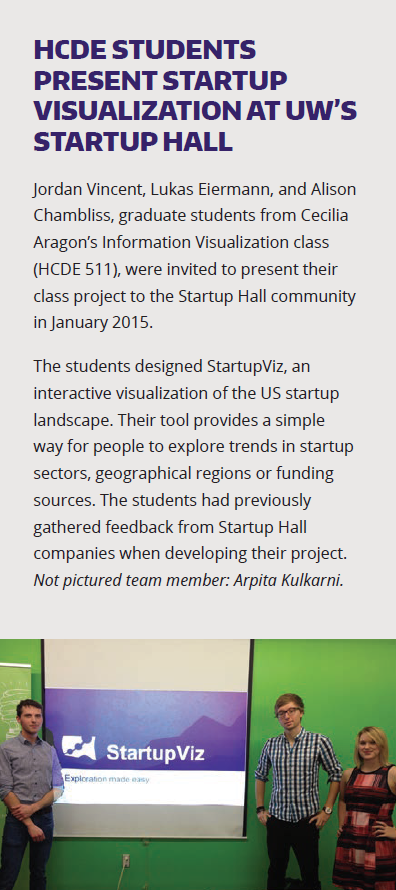 HCDE STUDENTS
PRESENT STARTUP
VISUALIZATION AT UW'S
STARTUP HALL
Jordan Vincent, Lukas Eiermann, and Alison
Chambliss, graduate students from Cecilia
Aragon's Information Visualization class
(HCDE 511), were invited to present their
class project to the Startup Hall community
in January 2015.
The students designed StartupViz, an
interactive visualization of the US startup
landscape. Their tool provides a simple
way for people to explore trends in startup
sectors, geographical regions or funding
sources. The students had previously
gathered feedback from Startup Hall
companies when developing their project.
Not pictured team member: Arpita Kulkarni.
StartupViz
Exploration made easy